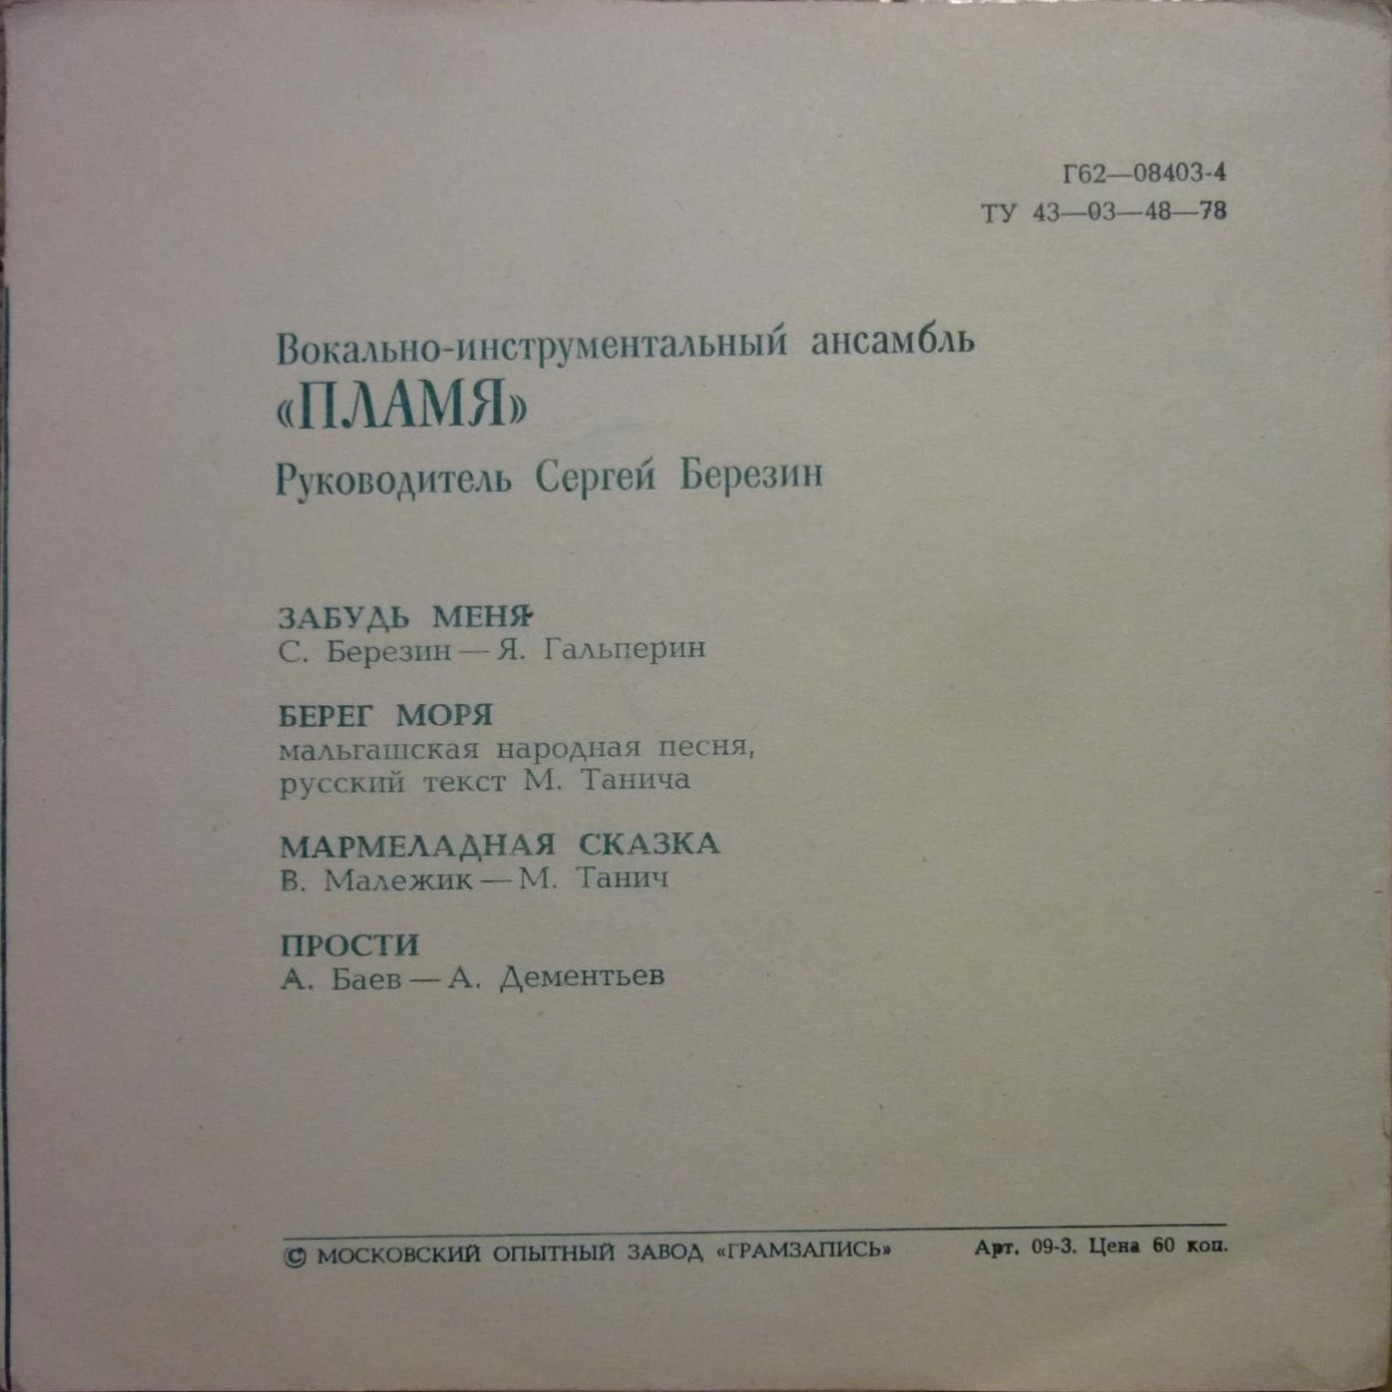 Г62—08403-4
ТУ 43—03—48—78
Вокально-инструментальный ансамбль
«ПЛАМЯ»
Руководитель Сергей Березин
ЗАБУДЬ МЕНЯ
С. Березин — Я. Гальперин
БЕРЕГ МОРЯ
мальгашская народная песня,
русский текст М. Танича
МАРМЕЛАДНАЯ СКАЗКА
В. Малежик — М. Танич
ПРОСТИ
А. Баев — А. Дементьев
© МОСКОВСКИЙ ОПЫТНЫЙ ЗАВОД «ГРАМЗАПИСЬ» Арт. 09-3. Цена 60 коп.